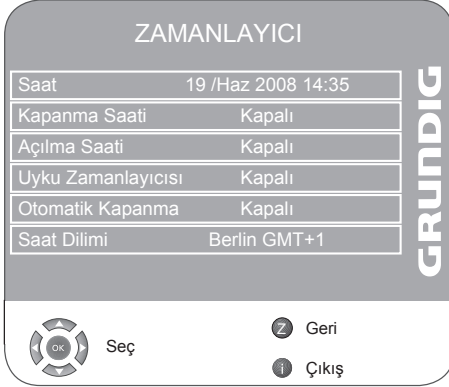 ZAMANLAYICI
Saat 19 /Haz 2008 14:35
Kapanma Saati Kapalı
Açılma Saati Kapalı
Uyku Zamanlayıcısı Kapalı
Otomatik Kapanma Kapalı
Saat Dilimi Berlin GMT+1
GRUNDIG
OK Seç
Z Geri
i Çıkış